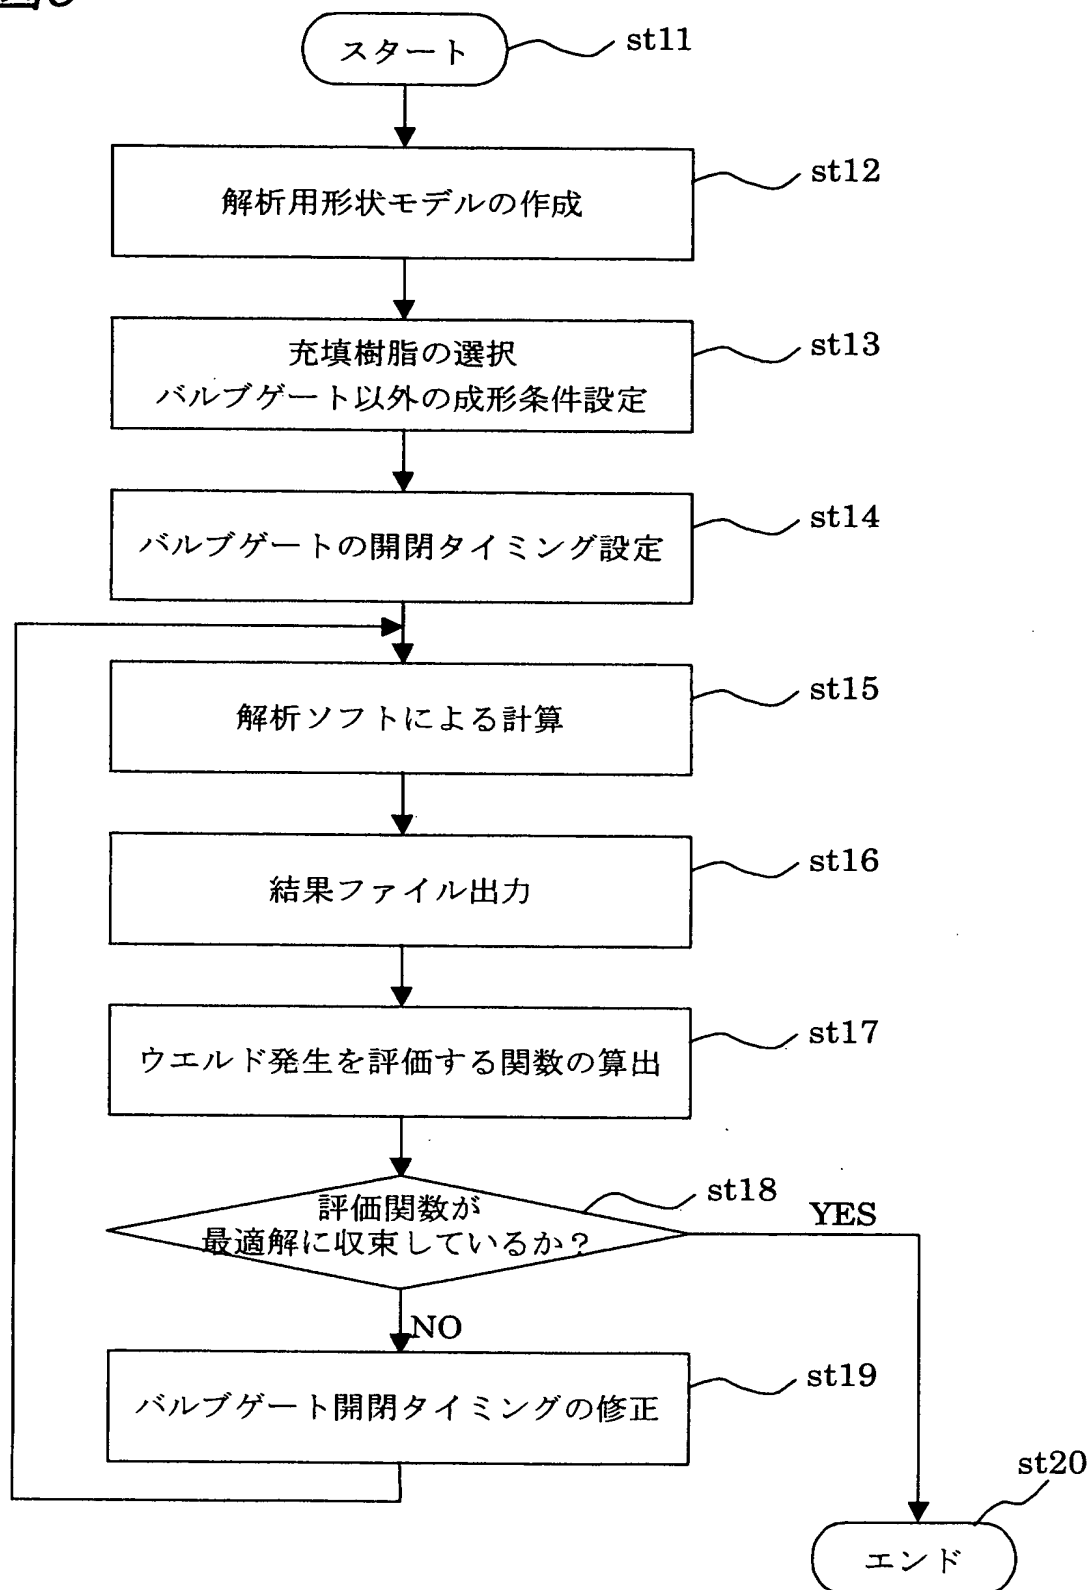 スタート
st11
解析用形状モデルの作成
st12
充填樹脂の選択
バルブゲート以外の成形条件設定
st13
バルブゲートの開閉タイミング設定
st14
解析ソフトによる計算
st15
結果ファイル出力
st16
ウエルド発生を評価する関数の算出
st17
評価関数が
最適解に収束しているか？
st18
YES
NO
バルブゲート開閉タイミングの修正
st19
st20
エンド